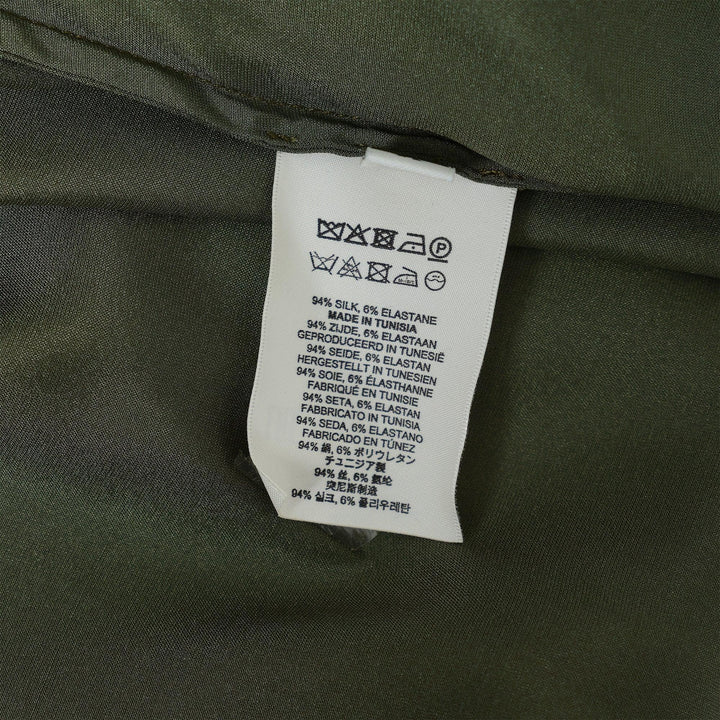 P
94% SILK, 6% ELASTANE
MADE IN TUNISIA
94% ZIJDE, 6% ELASTAAN
GEPRODUCEERD IN TUNESIË
94% SEIDE, 6% ELASTAN
HERGESTELLT IN TUNESIEN
94% SOIE, 6% ÉLASTHANNE
FABRIQUÉ EN TUNISIE
94% SETA, 6% ELASTAN
FABBRICATO IN TUNISIA
94% SEDA, 6% ELASTANO
FABRICADO EN TÚNEZ
94% 絹, 6% ポリウレタン
チュニジア製
94% 丝, 6% 氨纶
突尼斯制造
94% 실크, 6% 폴리우레탄